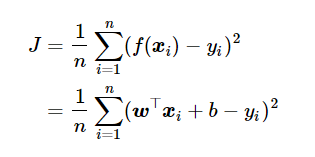 J = \frac{1}{n} \sum_{i=1}^{n} (f(\boldsymbol{x}_i) - y_i)^2
= \frac{1}{n} \sum_{i=1}^{n} (\boldsymbol{w}^\top \boldsymbol{x}_i + b - y_i)^2